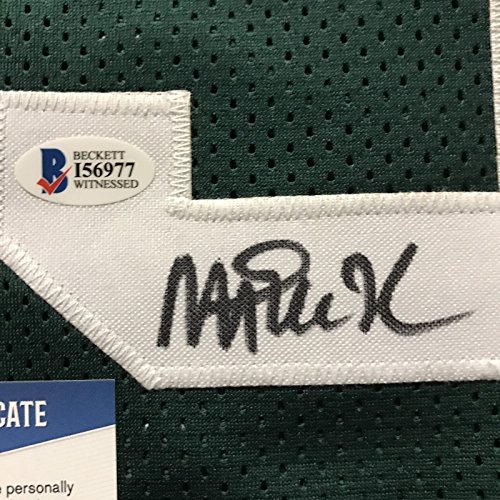 B
BECKETT
I56977
WITNESSED
CATE
personally